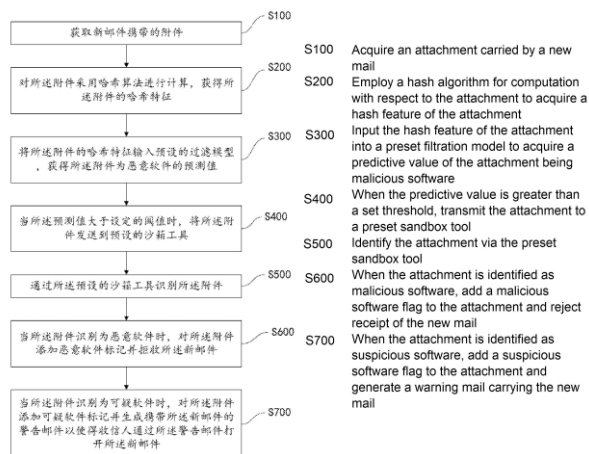 S100
获取新邮件携带的附件
S200
对所述附件采用哈希算法进行计算，获得所
述附件的哈希特征
S300
将所述附件的哈希特征输入预设的过滤模型
，获得所述附件为恶意软件的预测值
S400
当所述预测值大于设定的阈值时，将所述附
件发送到预设的沙箱工具
S500
通过所述预设的沙箱工具识别所述附件
S600
当所述附件识别为恶意软件时，对所述附件
添加恶意软件标记并拒收所述新邮件
S700
当所述附件识别为可疑软件时，对所述附件
添加可疑软件标记并生成携带所述新邮件的
警告邮件以使得收信人通过所述警告邮件打
开所述新邮件
S100 Acquire an attachment carried by a new
mail
S200 Employ a hash algorithm for computation
with respect to the attachment to acquire a
hash feature of the attachment
S300 Input the hash feature of the attachment
into a preset filtration model to acquire a
predictive value of the attachment being
malicious software
S400 When the predictive value is greater than
a set threshold, transmit the attachment to
a preset sandbox tool
S500 Identify the attachment via the preset
sandbox tool
S600 When the attachment is identified as
malicious software, add a malicious
software flag to the attachment and reject
receipt of the new mail
S700 When the attachment is identified as
suspicious software, add a suspicious
software flag to the attachment and
generate a warning mail carrying the new
mail